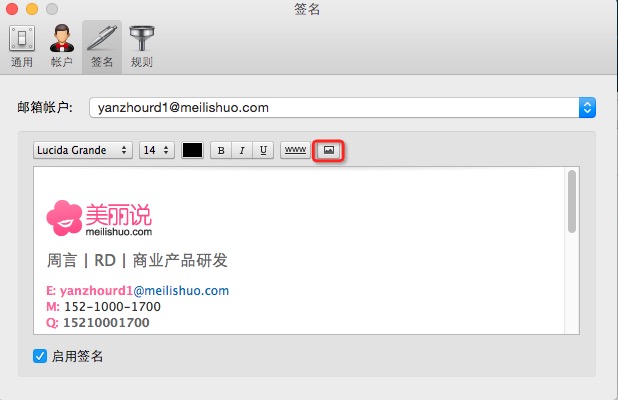 签名
通用 帐户 签名 规则
邮箱帐户: yanzhourd1@meilishuo.com
Lucida Grande 14 B I U www
美丽说
meilishuo.com
周言 | RD | 商业产品研发
E: yanzhourd1@meilishuo.com
M: 152-1000-1700
Q: 15210001700
启用签名